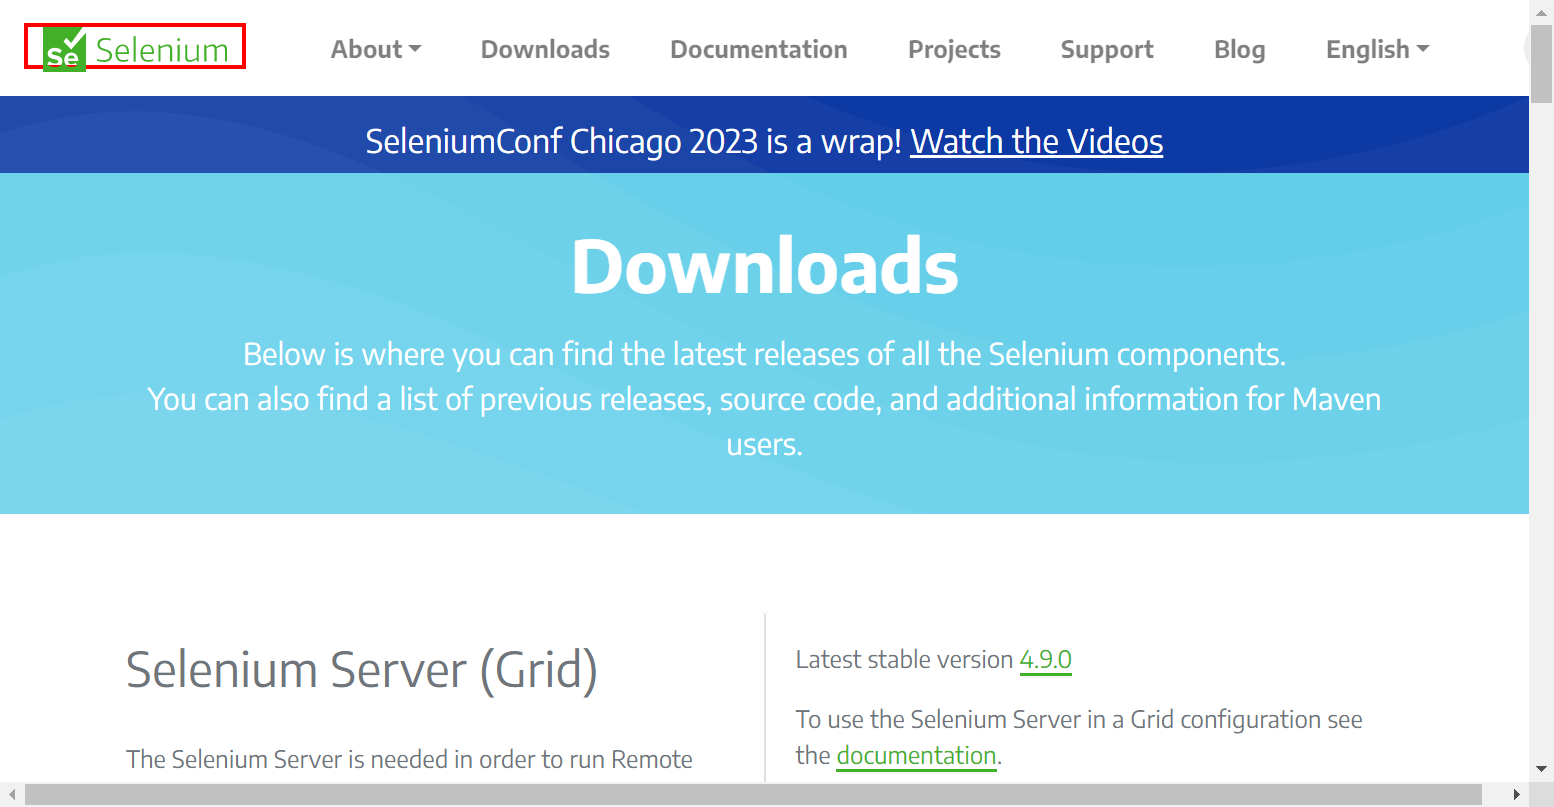 Se Selenium
About Downloads Documentation Projects Support Blog English
SeleniumConf Chicago 2023 is a wrap! Watch the Videos
Downloads
Below is where you can find the latest releases of all the Selenium components.
You can also find a list of previous releases, source code, and additional information for Maven
users.
Selenium Server (Grid)
The Selenium Server is needed in order to run Remote
Latest stable version 4.9.0
To use the Selenium Server in a Grid configuration see
the documentation.